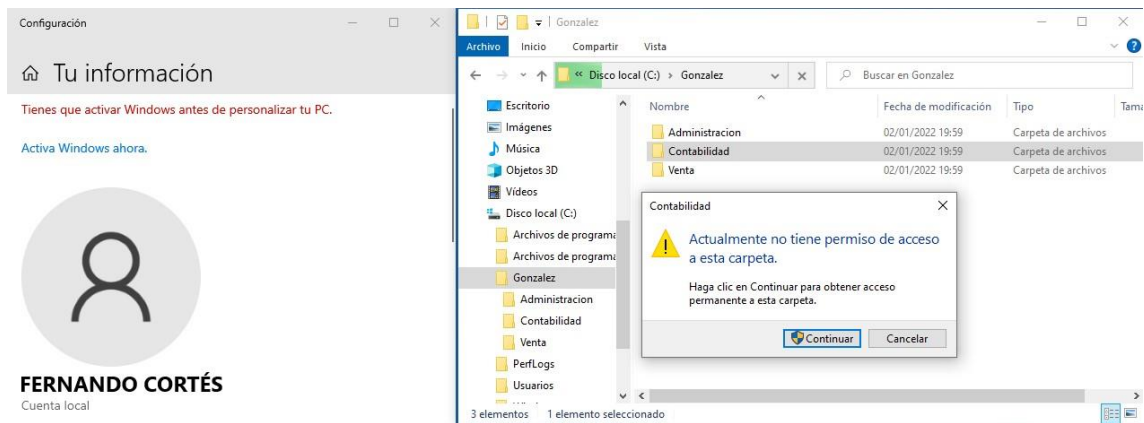 Configuración
Tu información
Tienes que activar Windows antes de personalizar tu PC.
Activa Windows ahora.
FERNANDO CORTÉS
Cuenta local
Gonzalez
Archivo Inicio Compartir Vista
« Disco local (C:) › Gonzalez
Buscar en Gonzalez
Escritorio
Imágenes
Música
Objetos 3D
Vídeos
Disco local (C:)
Archivos de programa
Archivos de programa
Gonzalez
Administracion
Contabilidad
Venta
PerfLogs
Usuarios
Nombre Fecha de modificación Tipo Tama
Administracion 02/01/2022 19:59 Carpeta de archivos
Contabilidad 02/01/2022 19:59 Carpeta de archivos
Venta 02/01/2022 19:59 Carpeta de archivos
Contabilidad
Actualmente no tiene permiso de acceso
a esta carpeta.
Haga clic en Continuar para obtener acceso
permanente a esta carpeta.
Continuar Cancelar
3 elementos 1 elemento seleccionado